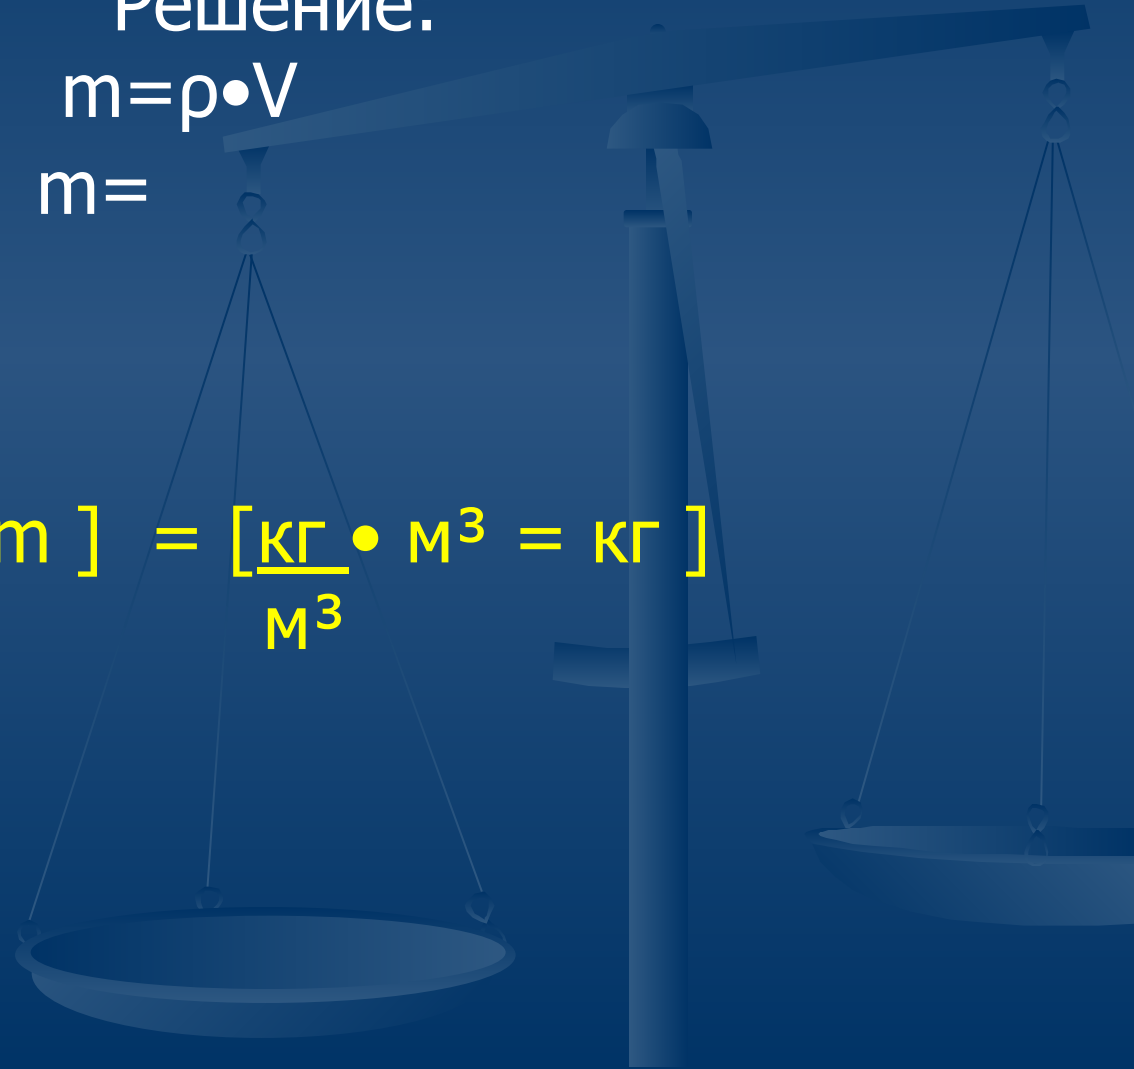 Решение.
m=ρ•V
m=
m ] = [кг • м³ = кг ]
м³